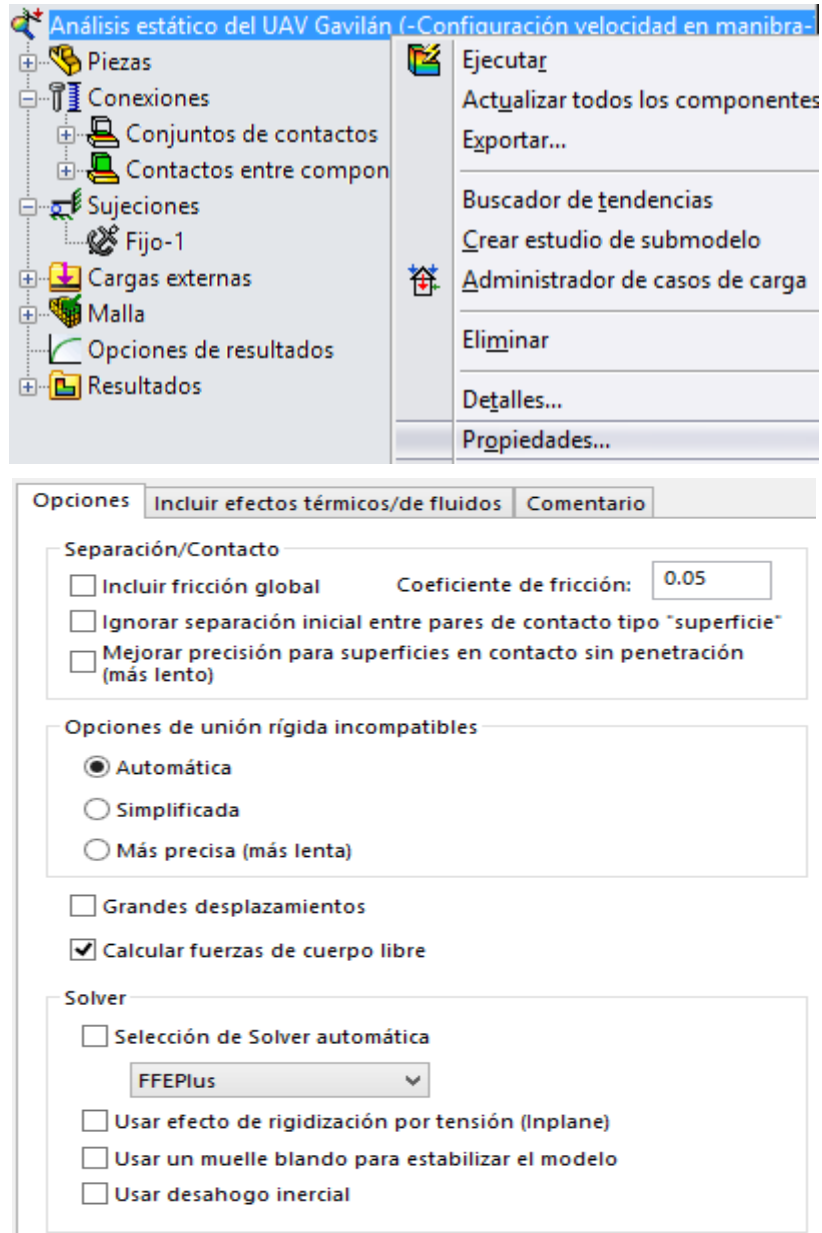 Análisis estático del UAV Gavilán (-Configuración velocidad en manibra-
Piezas
Conexiones
Conjuntos de contactos
Contactos entre compon
Sujeciones
Fijo-1
Cargas externas
Malla
Opciones de resultados
Resultados
Ejecutar
Actualizar todos los componentes
Exportar...
Buscador de tendencias
Crear estudio de submodelo
Administrador de casos de carga
Eliminar
Detalles...
Propiedades...
Opciones
Incluir efectos térmicos/de fluidos
Comentario
Separación/Contacto
Incluir fricción global
Coeficiente de fricción:
0.05
Ignorar separación inicial entre pares de contacto tipo "superficie"
Mejorar precisión para superficies en contacto sin penetración
(más lento)
Opciones de unión rígida incompatibles
Automática
Simplificada
Más precisa (más lenta)
Grandes desplazamientos
Calcular fuerzas de cuerpo libre
Solver
Selección de Solver automática
FFEPlus
Usar efecto de rigidización por tensión (Inplane)
Usar un muelle blando para estabilizar el modelo
Usar desahogo inercial